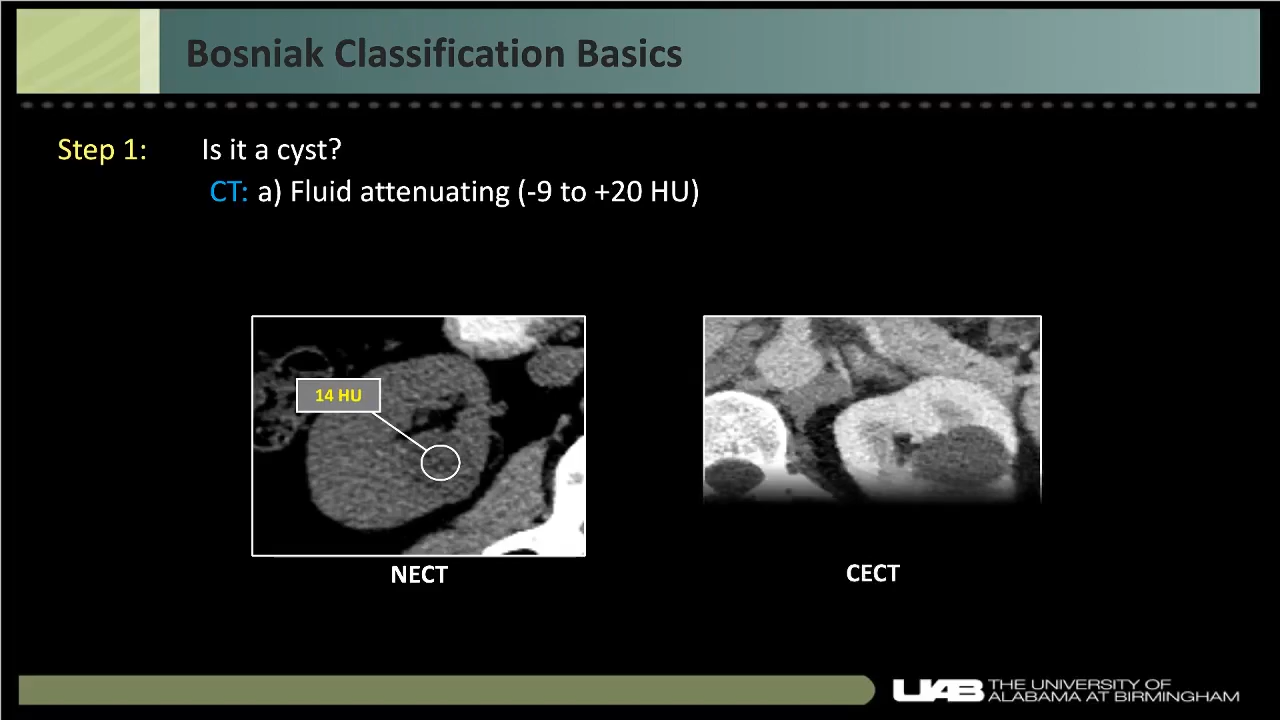 Bosniak Classification Basics
Step 1: Is it a cyst?
CT: a) Fluid attenuating (-9 to +20 HU)
14 HU
NECT
CECT
UAB THE UNIVERSITY OF
ALABAMA AT BIRMINGHAM